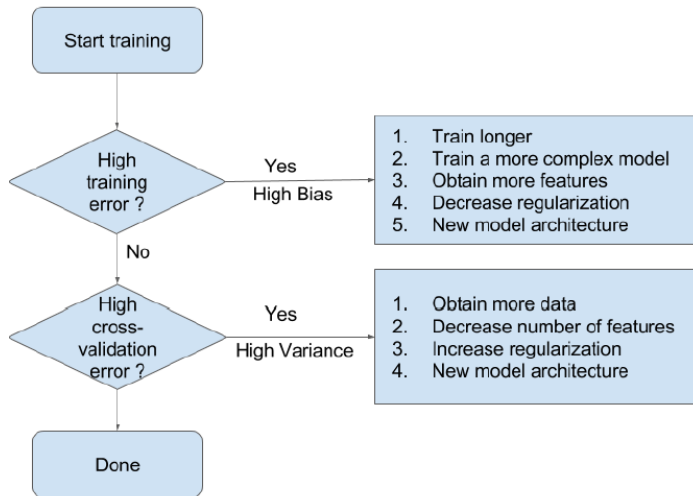 Start training
High
training
error ?
Yes
High Bias
1. Train longer
2. Train a more complex model
3. Obtain more features
4. Decrease regularization
5. New model architecture
No
High
cross-
validation
error ?
Yes
High Variance
1. Obtain more data
2. Decrease number of features
3. Increase regularization
4. New model architecture
Done